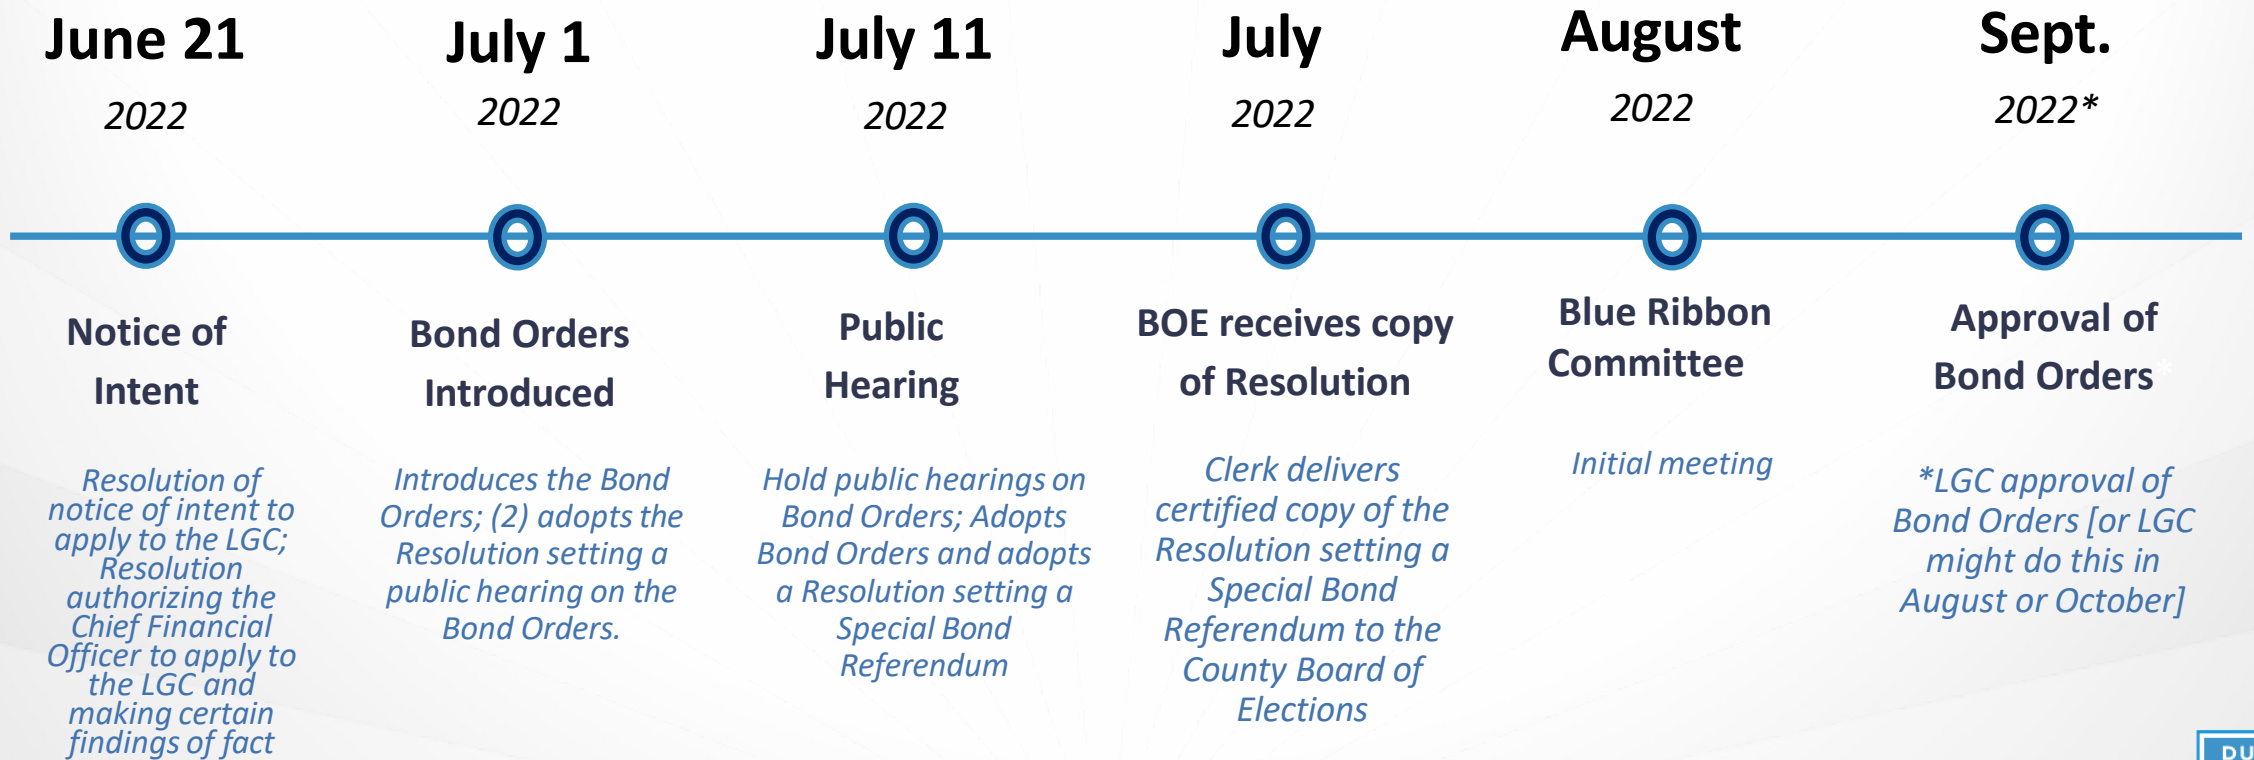 June 21
2022
Notice of
Intent
Resolution of
notice of intent to
apply to the LGC;
Resolution
authorizing the
Chief Financial
Officer to apply to
the LGC and
making certain
findings of fact
July 1
2022
Bond Orders
Introduced
Introduces the Bond
Orders; (2) adopts the
Resolution setting a
public hearing on the
Bond Orders.
July 11
2022
Public
Hearing
Hold public hearings on
Bond Orders; Adopts
Bond Orders and adopts
a Resolution setting a
Special Bond
Referendum
July
2022
BOE receives copy
of Resolution
Clerk delivers
certified copy of the
Resolution setting a
Special Bond
Referendum to the
County Board of
Elections
August
2022
Blue Ribbon
Committee
Initial meeting
Sept.
2022*
Approval of
Bond Orders*
*LGC approval of
Bond Orders [or LGC
might do this in
August or October]
DU